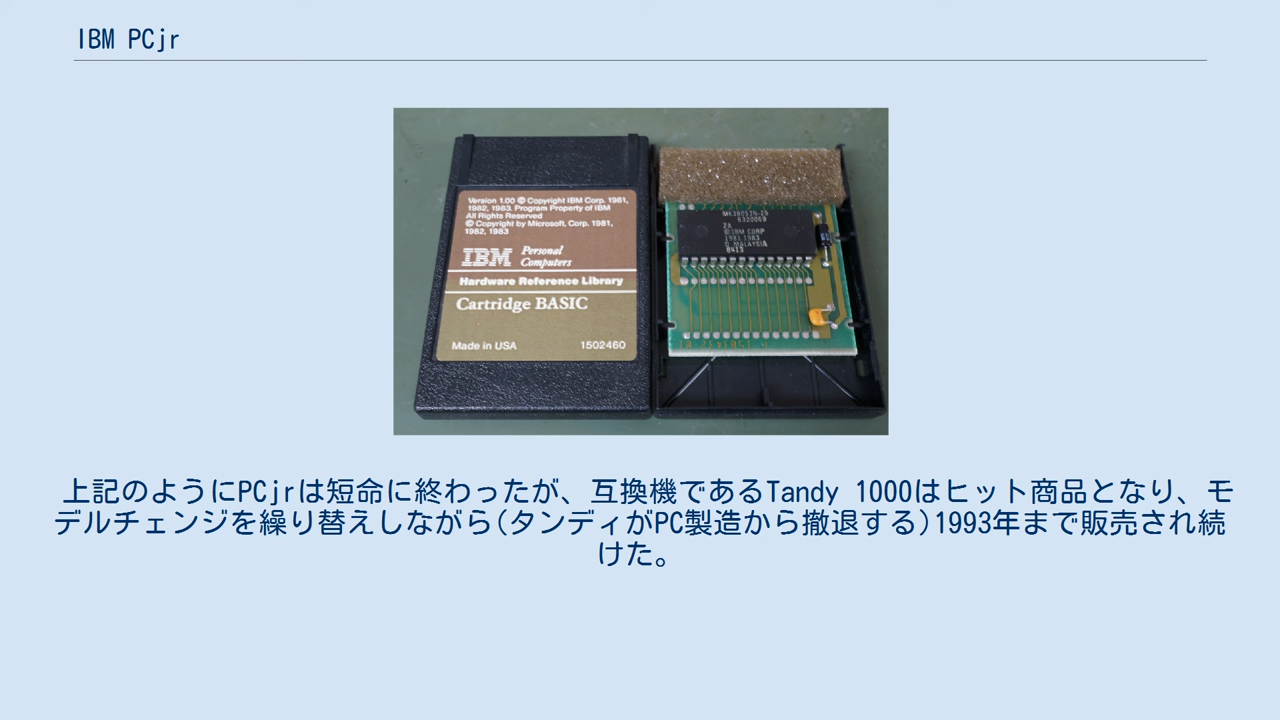 IBM PCjr
Version 1.00 © Copyright IBM Corp. 1981,
1982, 1983. Program Property of IBM
All Rights Reserved
© Copyright by Microsoft, Corp. 1981,
1982, 1983
IBM Personal
Computers
Hardware Reference Library
Cartridge BASIC
Made in USA 1502460
©IBM CORP
1981,1983
MALAYSIA
8413
上記のようにPCjrは短命に終わったが、互換機であるTandy 1000はヒット商品となり、モ
デルチェンジを繰り替えしながら(タンディがPC製造から撤退する)1993年まで販売され続
けた。